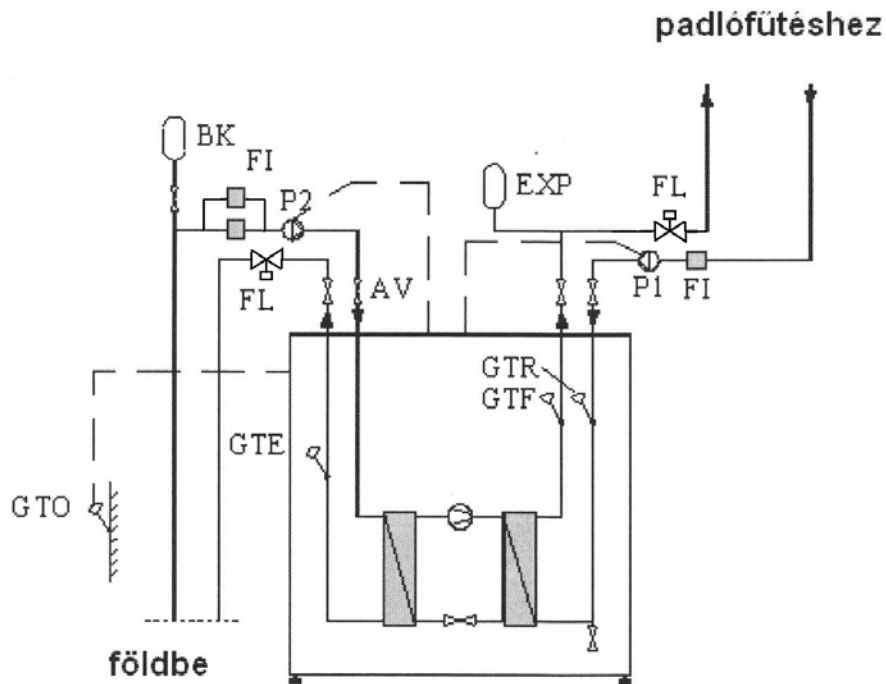 padlófűtéshez
BK
FI
P2
EXP
FL
FL
AV
P1
FI
GTR
GTF
GTE
GTO
földbe